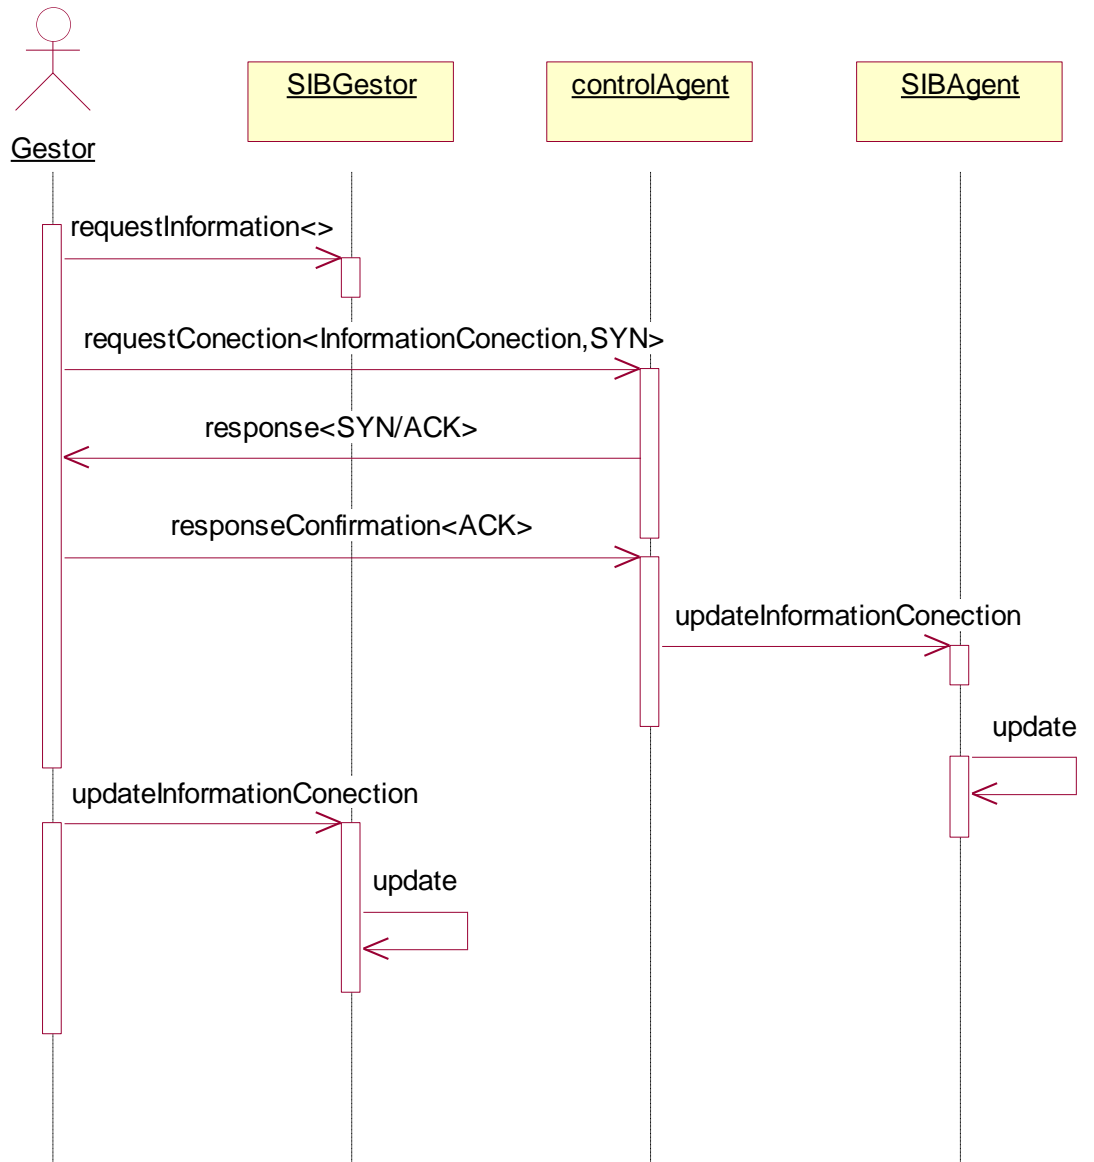 SIBGestor
controlAgent
SIBAgent
Gestor
requestInformation<>
requestConection<InformationConection,SYN>
response<SYN/ACK>
responseConfirmation<ACK>
updateInformationConection
update
updateInformationConection
update